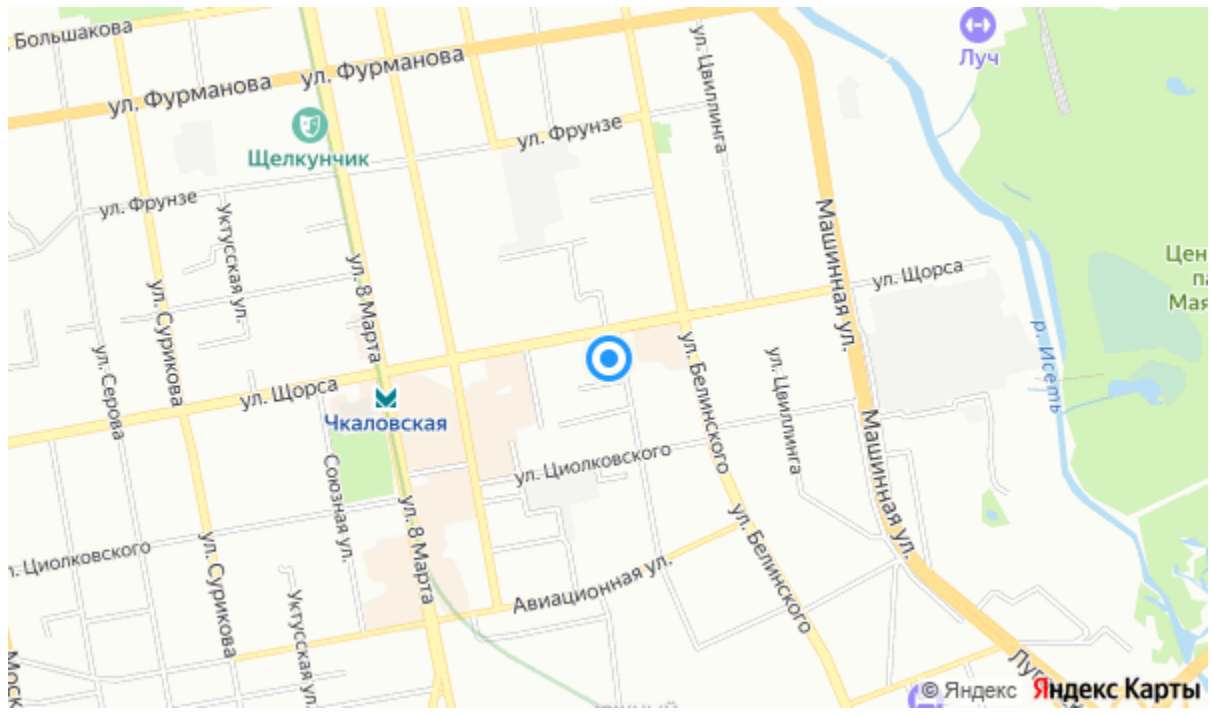 Большакова
ул. Фурманова
ул. Фурманова
ул. Цвиллинга
Луч
Щелкунчик
ул. Фрунзе
ул. Фрунзе
Уктусская ул.
ул. 8 Марта
Машинная ул.
ул. Щорса
ул. Сурикова
ул. Серова
р. Исеть
ул. Белинского
ул. Цвиллинга
ул. Щорса
Чкаловская
Машинная ул.
ул. Циолковского
Союзная ул.
ул. 8 Марта
ул. Белинского
Циолковского
ул. Сурикова
Уктусская ул.
Авиационная ул.
© Яндекс
Яндекс Карты